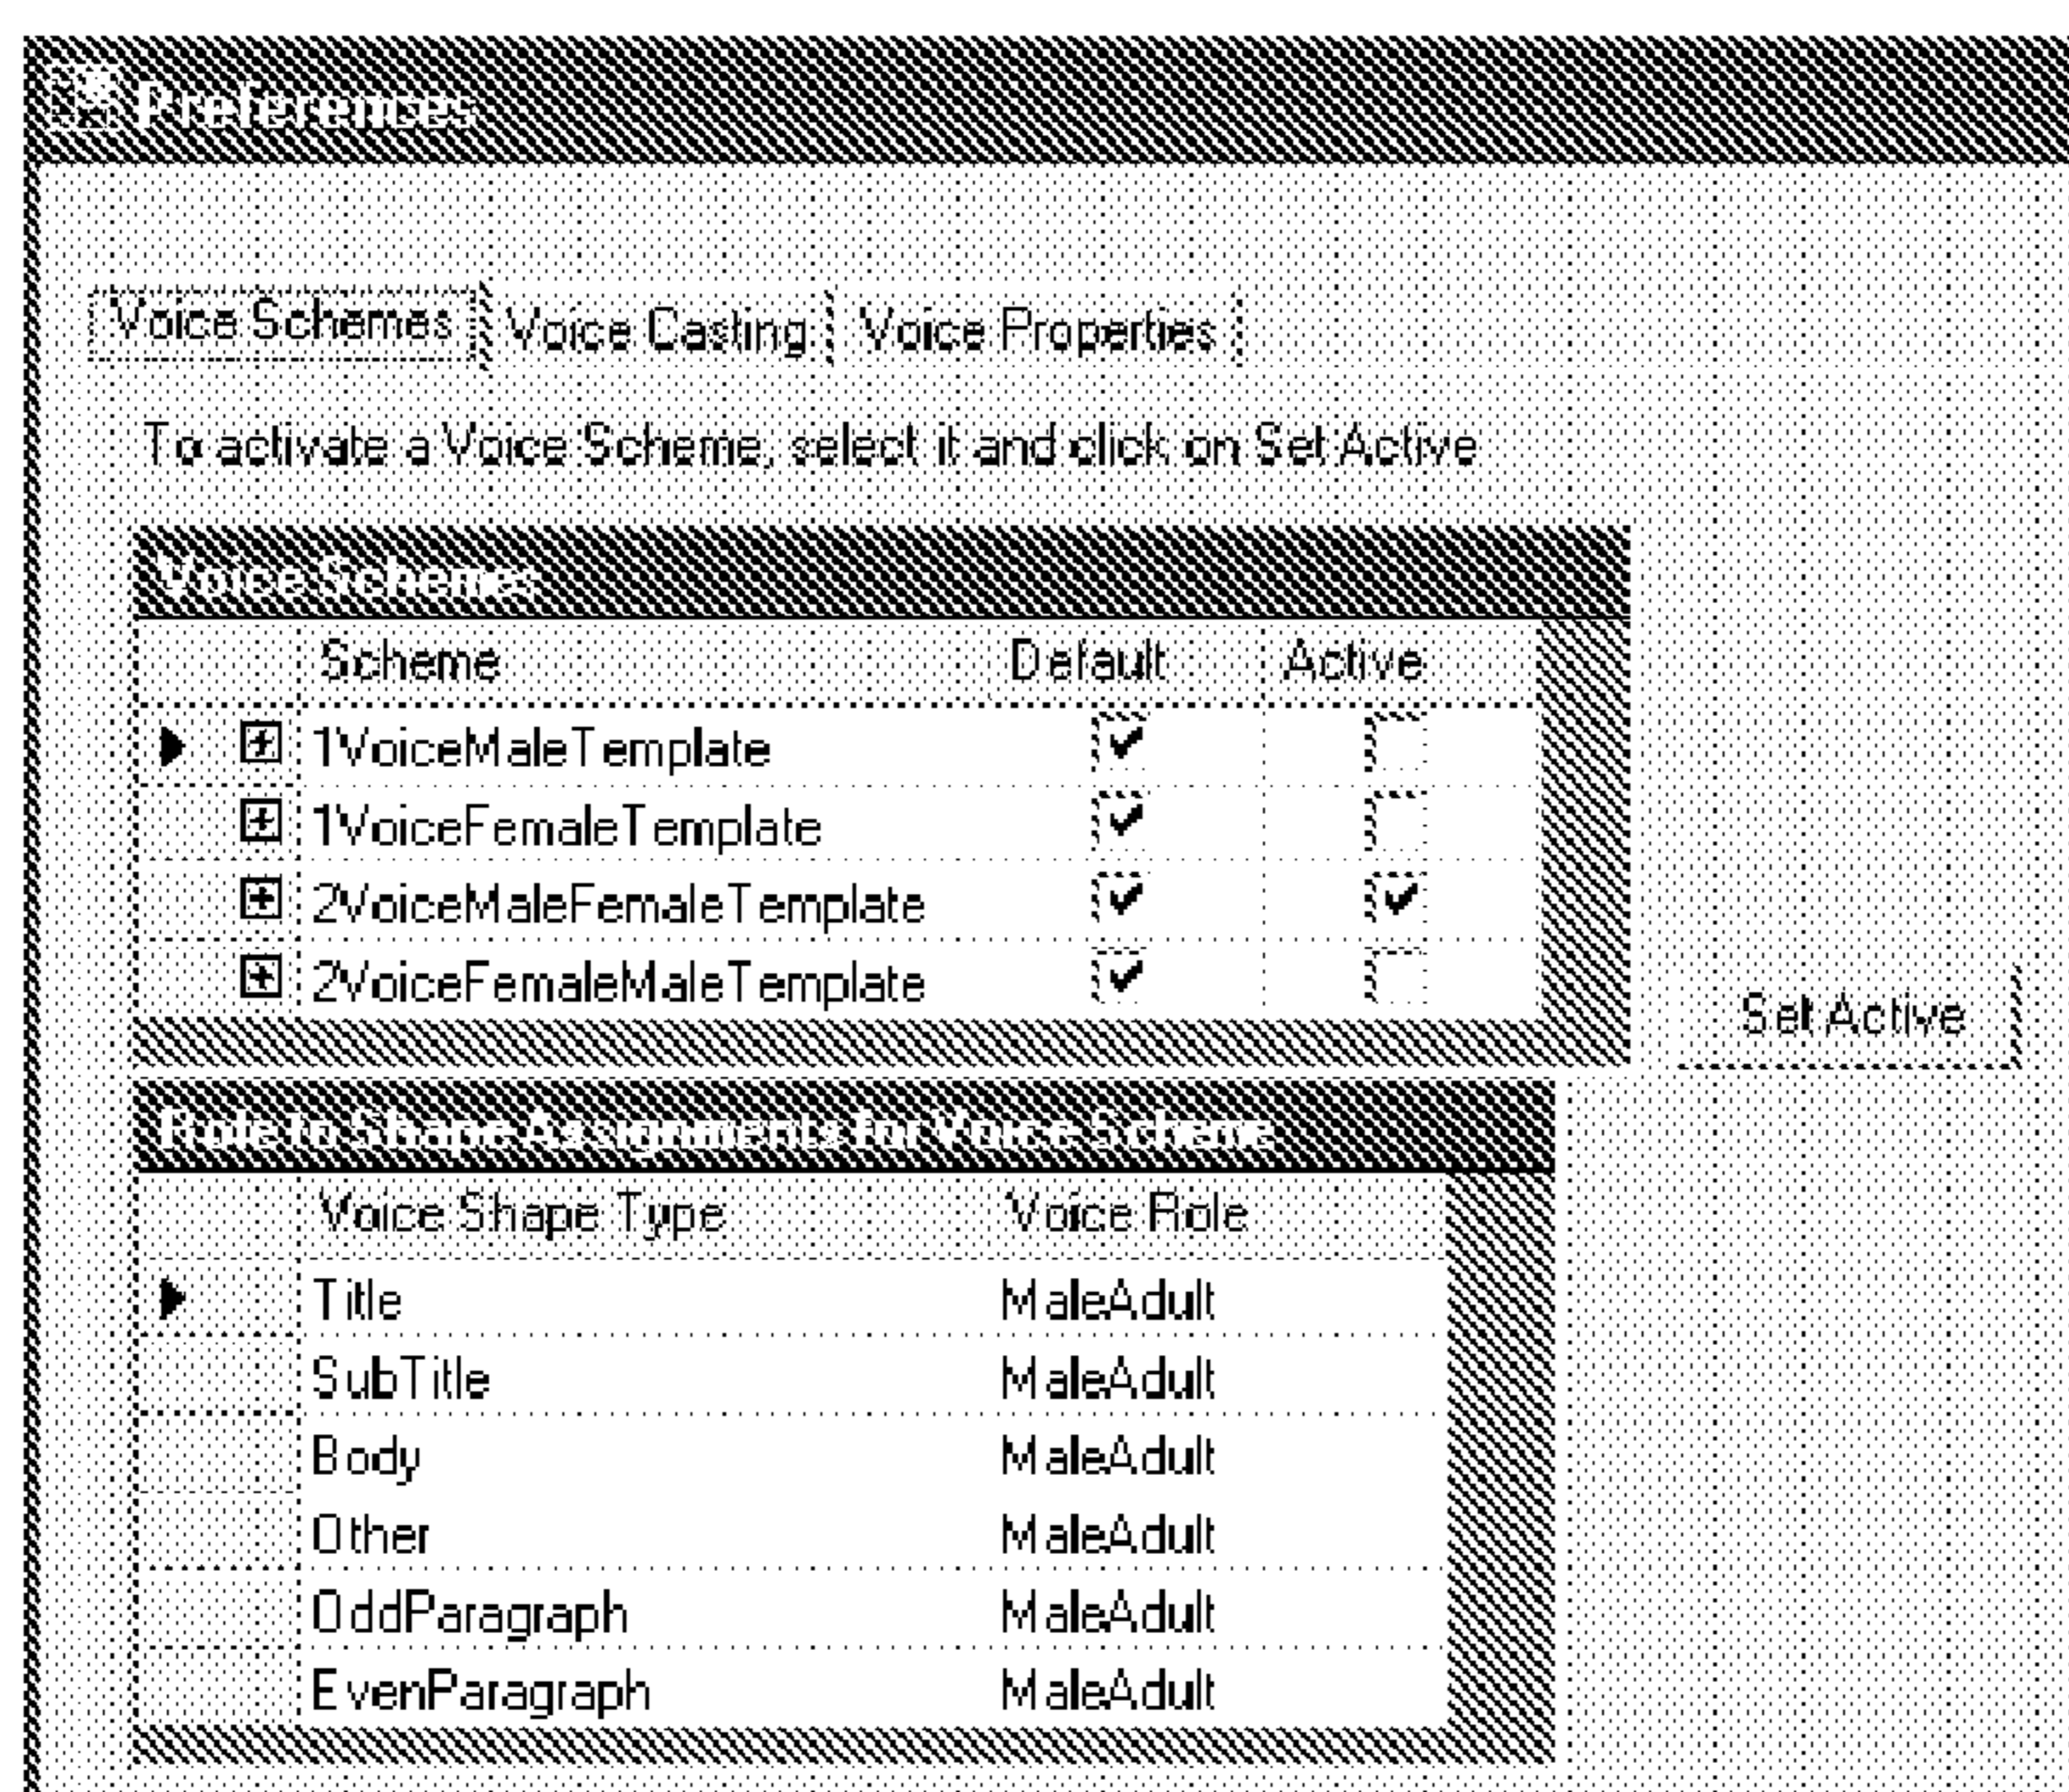 Preferences
Voice Schemes Voice Casting Voice Properties
To activate a Voice Scheme, select it and click on Set Active
Voice Schemes
Scheme Default Active
1VoiceMaleTemplate
1VoiceFemaleTemplate
2VoiceMaleFemaleTemplate
2VoiceFemaleMaleTemplate
Set Active
Role to Shape Assignments for Voice Scheme
Voice Shape Type Voice Role
Title MaleAdult
SubTitle MaleAdult
Body MaleAdult
Other MaleAdult
OddParagraph MaleAdult
EvenParagraph MaleAdult